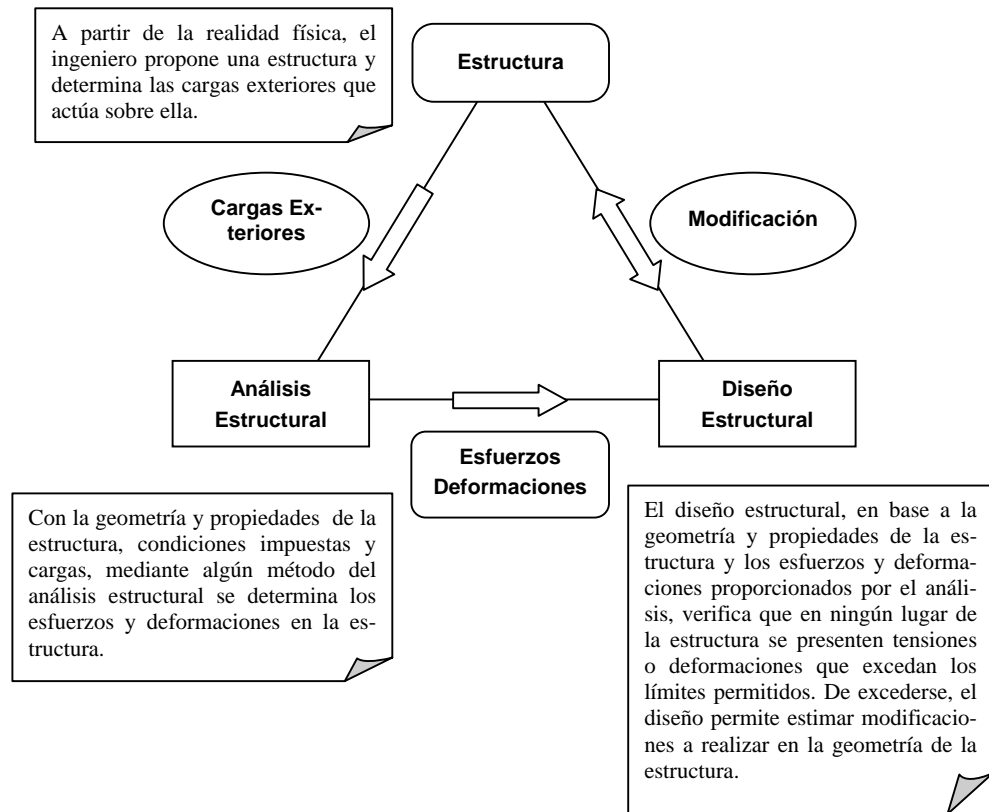 A partir de la realidad física, el
ingeniero propone una estructura y
determina las cargas exteriores que
actúa sobre ella.
Estructura
Cargas Ex-
teriores
Modificación
Análisis
Estructural
Diseño
Estructural
Esfuerzos
Deformaciones
Con la geometría y propiedades de la
estructura, condiciones impuestas y
cargas, mediante algún método del
análisis estructural se determina los
esfuerzos y deformaciones en la es-
tructura.
El diseño estructural, en base a la
geometría y propiedades de la es-
tructura y los esfuerzos y deforma-
ciones proporcionados por el análi-
sis, verifica que en ningún lugar de
la estructura se presenten tensiones
o deformaciones que excedan los
límites permitidos. De excederse, el
diseño permite estimar modificacio-
nes a realizar en la geometría de la
estructura.